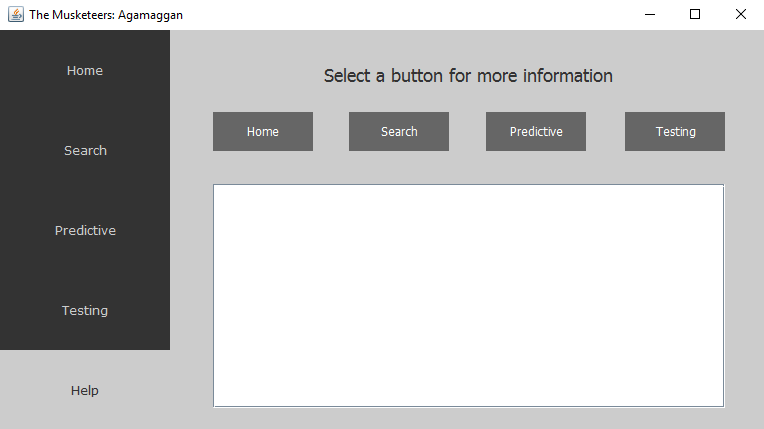 The Musketeers: Agamaggan
Home
Search
Predictive
Testing
Help
Select a button for more information
Home Search Predictive Testing